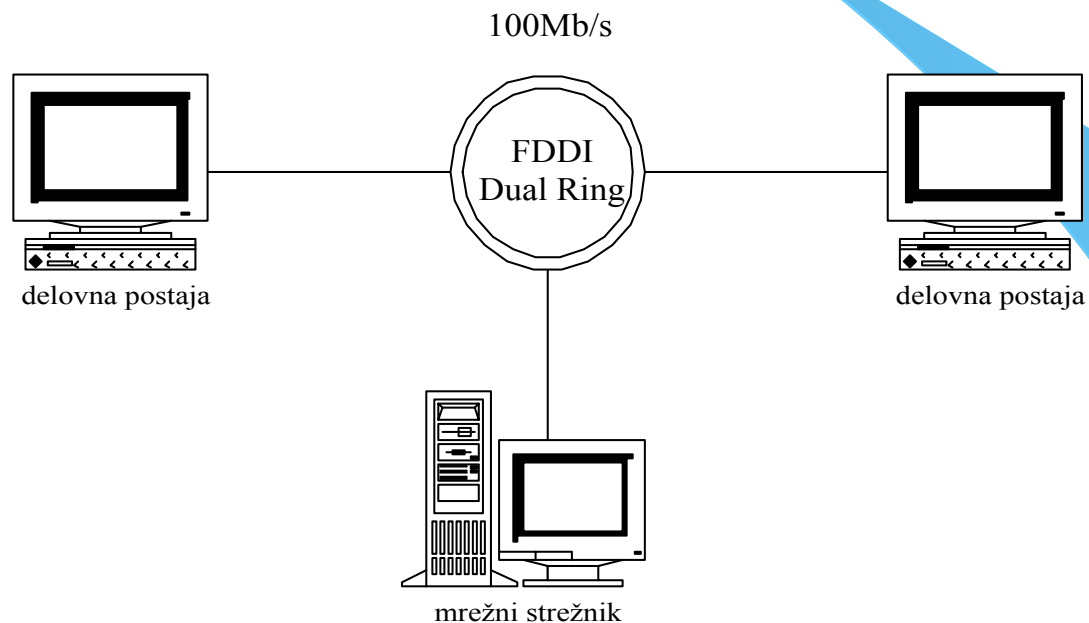 100Mb/s
FDDI
Dual Ring
delovna postaja
delovna postaja
mrežni strežnik